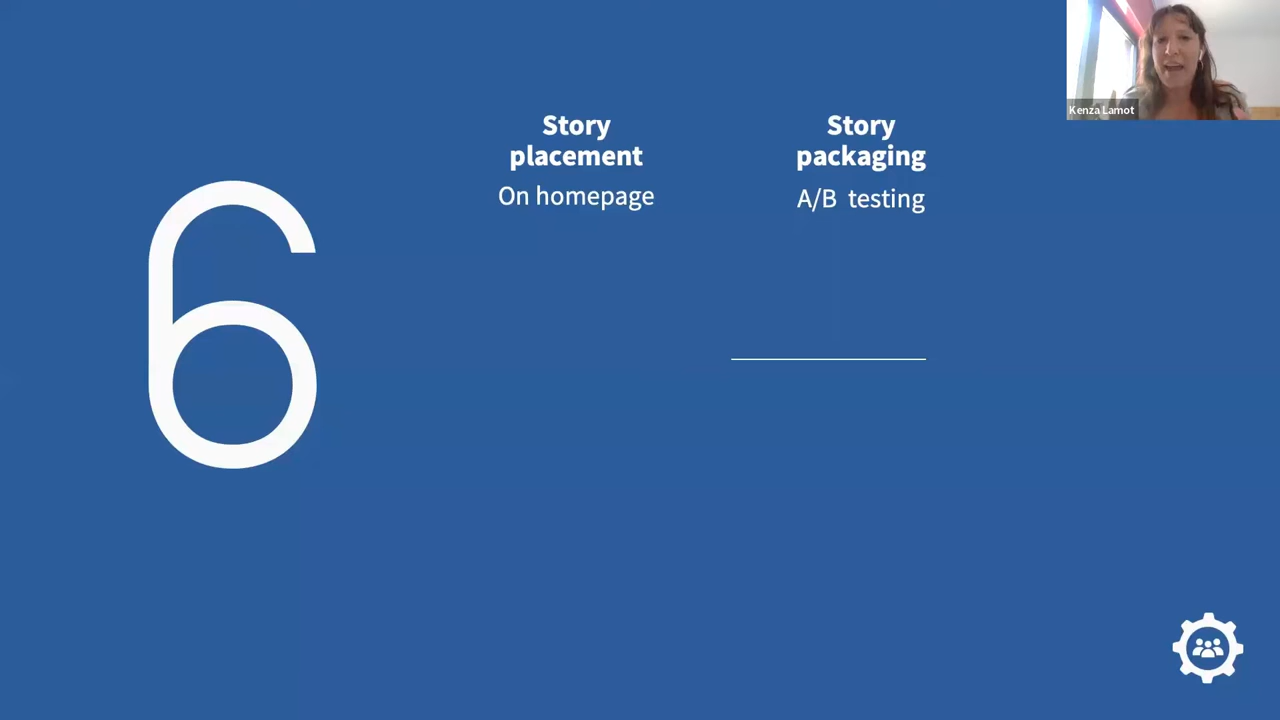 6
Story
placement
On homepage
Story
packaging
A/B testing
Kenza Lamot